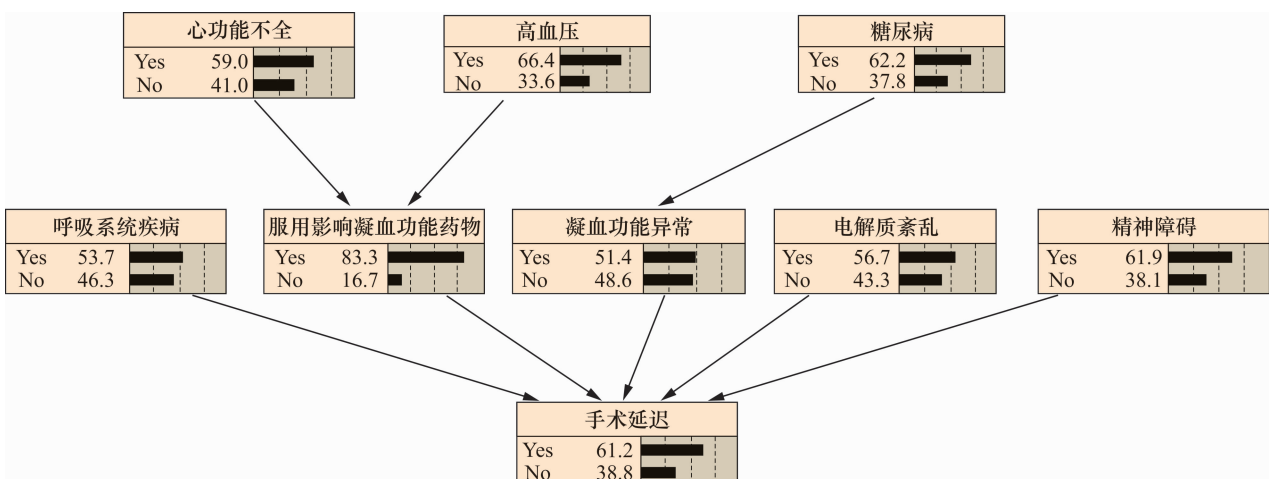 心功能不全
Yes 59.0
No 41.0
高血压
Yes 66.4
No 33.6
糖尿病
Yes 62.2
No 37.8
呼吸系统疾病
Yes 53.7
No 46.3
服用影响凝血功能药物
Yes 83.3
No 16.7
凝血功能异常
Yes 51.4
No 48.6
电解质紊乱
Yes 56.7
No 43.3
精神障碍
Yes 61.9
No 38.1
手术延迟
Yes 61.2
No 38.8